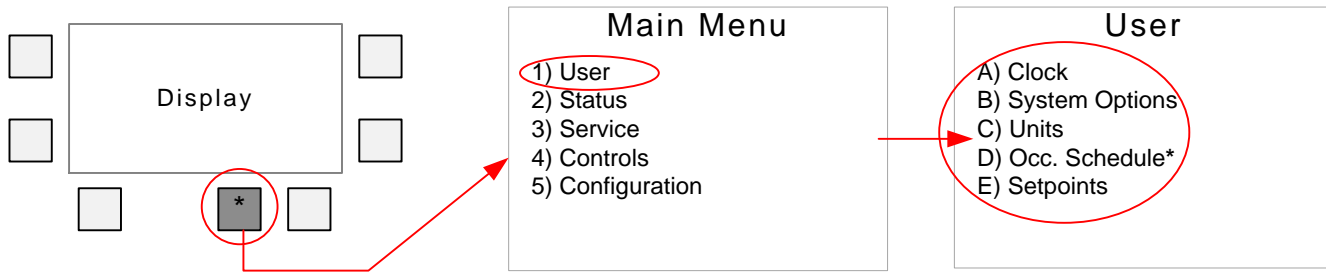 Display
*
Main Menu
1) User
2) Status
3) Service
4) Controls
5) Configuration
User
A) Clock
B) System Options
C) Units
D) Occ. Schedule*
E) Setpoints